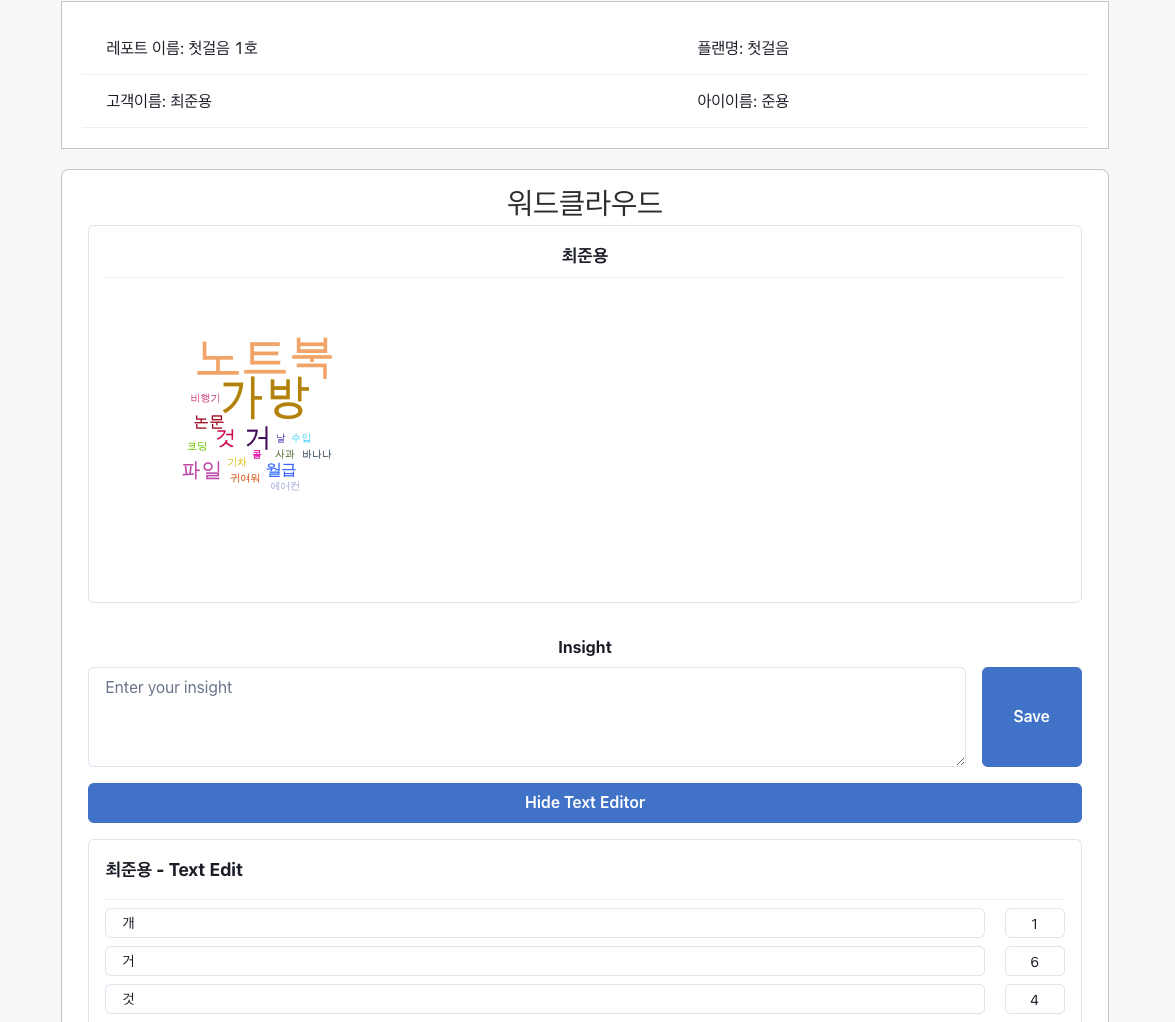 레포트 이름: 첫걸음 1호 플랜명: 첫걸음
고객이름: 최준용 아이이름: 준용
워드클라우드
최준용
노트북
가방
비행기
논문
것 거 날 수입
코딩
콜 사과 바나나
파일 기차 월급
귀여워
에어컨
Insight
Enter your insight
Save
Hide Text Editor
최준용 - Text Edit
개 1
거 6
것 4